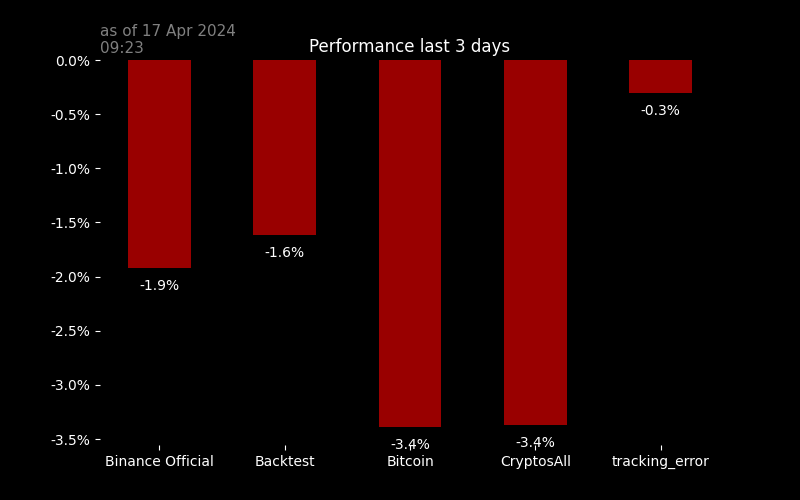 as of 17 Apr 2024
09:23
Performance last 3 days
0.0%
-0.5%
-1.0%
-1.5%
-2.0%
-2.5%
-3.0%
-3.5%
-1.9%
-1.6%
-3.4%
-3.4%
-0.3%
Binance Official
Backtest
Bitcoin
CryptosAll
tracking_error